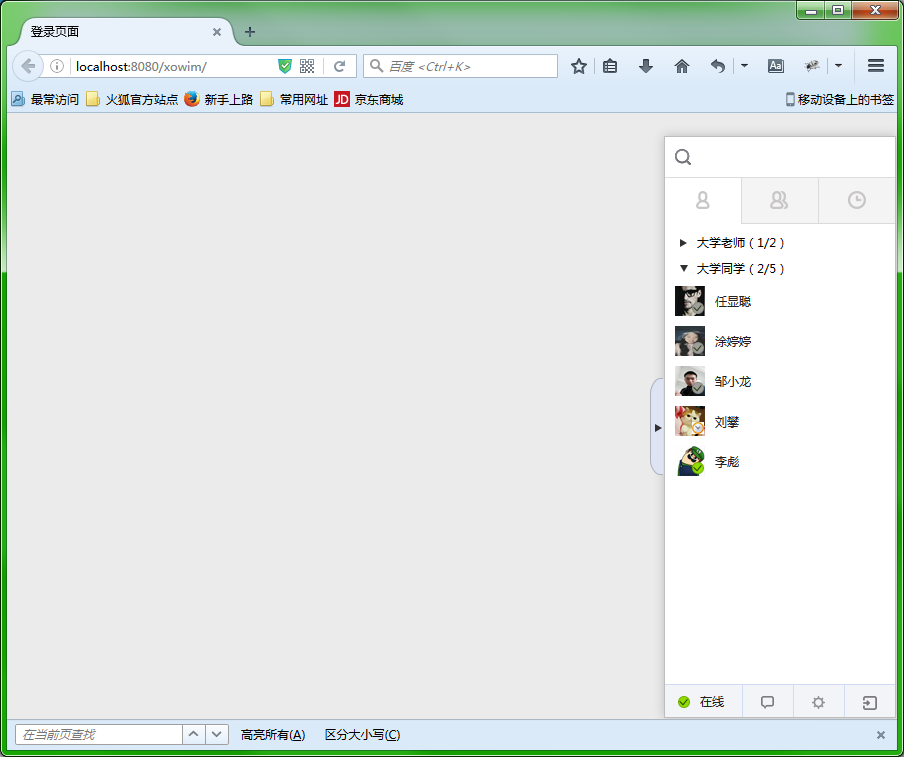 登录页面
localhost:8080/xowim/
百度 <Ctrl+K>
Aa
最常访问 火狐官方站点 新手上路 常用网址 JD 京东商城 移动设备上的书签
大学老师 ( 1/2 )
大学同学 ( 2/5 )
任显聪
涂婷婷
邹小龙
刘攀
李彪
在线
在当前页查找 高亮所有(A) 区分大小写(C)